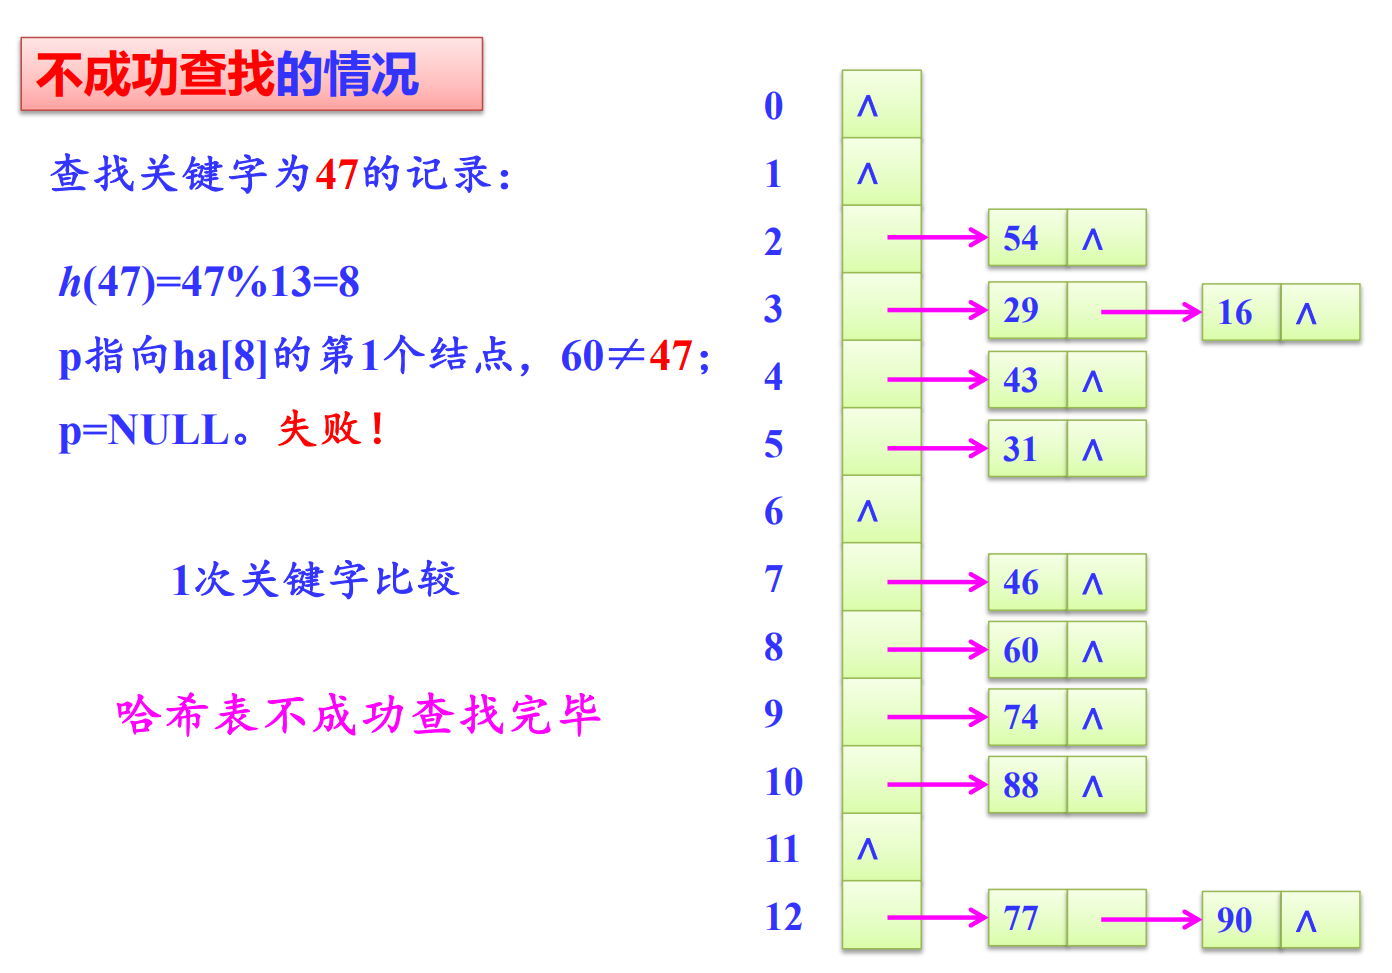 不成功查找的情况
查找关键字为47的记录：
h(47)=47%13=8
p指向ha[8]的第1个结点，60≠47；
p=NULL。失败！
1次关键字比较
哈希表不成功查找完毕
0 ∧
1 ∧
2 54 ∧
3 29 16 ∧
4 43 ∧
5 31 ∧
6 ∧
7 46 ∧
8 60 ∧
9 74 ∧
10 88 ∧
11 ∧
12 77 90 ∧